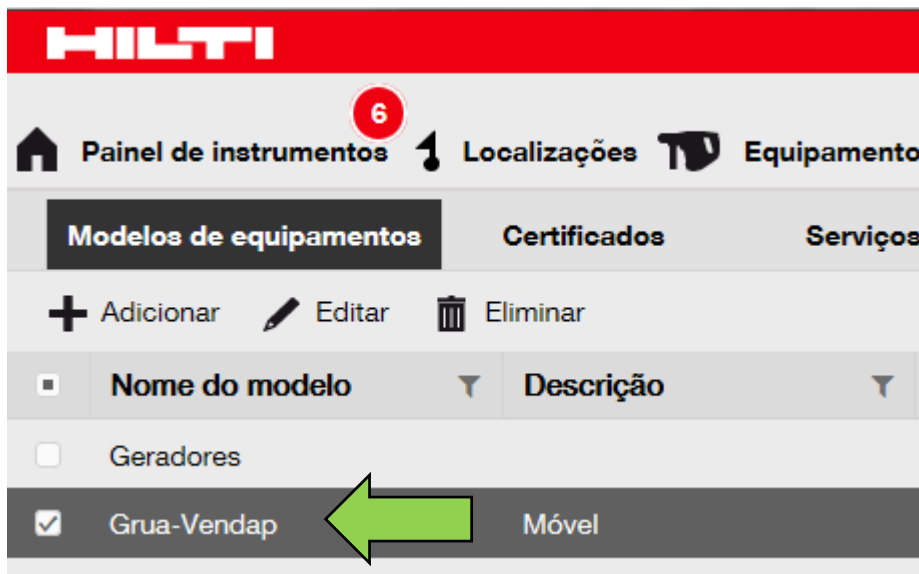 HILTI
6
Painel de instrumentos Localizações Equipamento
Modelos de equipamentos Certificados Serviços
Adicionar Editar Eliminar
Nome do modelo Descrição
Geradores
Grua-Vendap Móvel